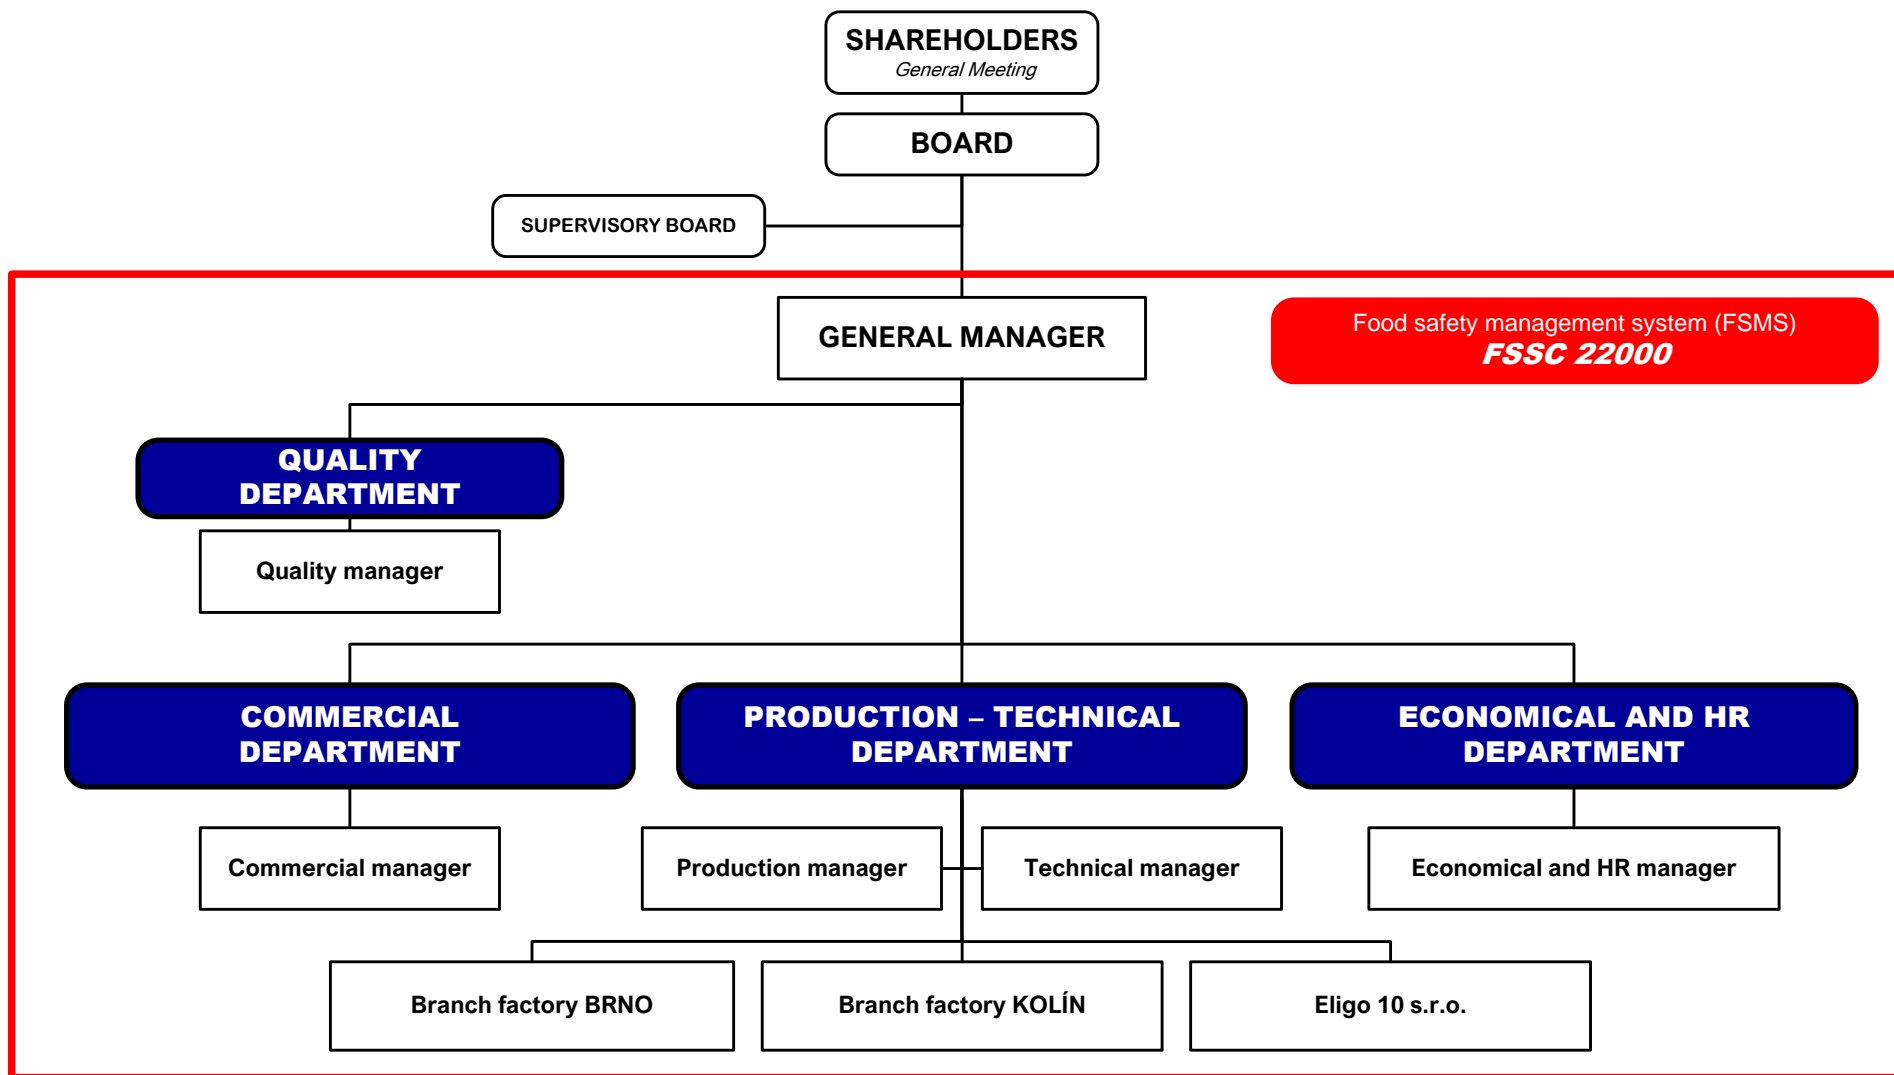 SHAREHOLDERS
General Meeting
BOARD
SUPERVISORY BOARD
GENERAL MANAGER
Food safety management system (FSMS)
FSSC 22000
QUALITY
DEPARTMENT
Quality manager
COMMERCIAL
DEPARTMENT
PRODUCTION – TECHNICAL
DEPARTMENT
ECONOMICAL AND HR
DEPARTMENT
Commercial manager
Production manager
Technical manager
Economical and HR manager
Branch factory BRNO
Branch factory KOLÍN
Eligo 10 s.r.o.